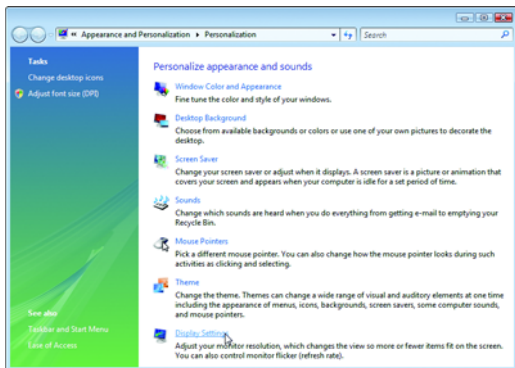 « Appearance and Personalization ▸ Personalization
Search
Tasks
Change desktop icons
Adjust font size (DPI)
See also
Taskbar and Start Menu
Ease of Access
Personalize appearance and sounds
Window Color and Appearance
Fine tune the color and style of your windows.
Desktop Background
Choose from available backgrounds or colors or use one of your own pictures to decorate the
desktop.
Screen Saver
Change your screen saver or adjust when it displays. A screen saver is a picture or animation that
covers your screen and appears when your computer is idle for a set period of time.
Sounds
Change which sounds are heard when you do everything from getting e-mail to emptying your
Recycle Bin.
Mouse Pointers
Pick a different mouse pointer. You can also change how the mouse pointer looks during such
activities as clicking and selecting.
Theme
Change the theme. Themes can change a wide range of visual and auditory elements at one time
including the appearance of menus, icons, backgrounds, screen savers, some computer sounds,
and mouse pointers.
Display Settings
Adjust your monitor resolution, which changes the view so more or fewer items fit on the screen.
You can also control monitor flicker (refresh rate).